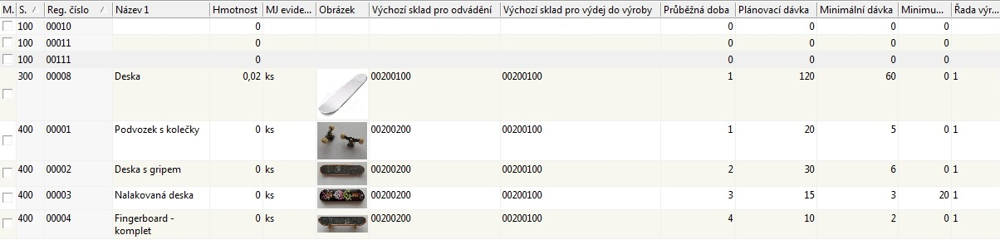 M. S. Reg. číslo Název 1 Hmotnost MJ evide... Obrázek Výchozí sklad pro odvádění Výchozí sklad pro výdej do výroby Průběžná doba Plánovací dávka Minimální dávka Minimu... Řada výr...
100 00010 0 0 0 0 0
100 00011 0 0 0 0 0
100 00111 0 0 0 0 0
300 00008 Deska 0,02 ks 00200100 00200100 1 120 60 0 1
400 00001 Podvozek s kolečky 0 ks 00200200 00200100 1 20 5 0 1
400 00002 Deska s gripem 0 ks 00200200 00200100 2 30 6 0 1
400 00003 Nalakovaná deska 0 ks 00200200 00200100 3 15 3 20 1
400 00004 Fingerboard - 0 ks 00200200 00200100 4 10 2 0 1
komplet